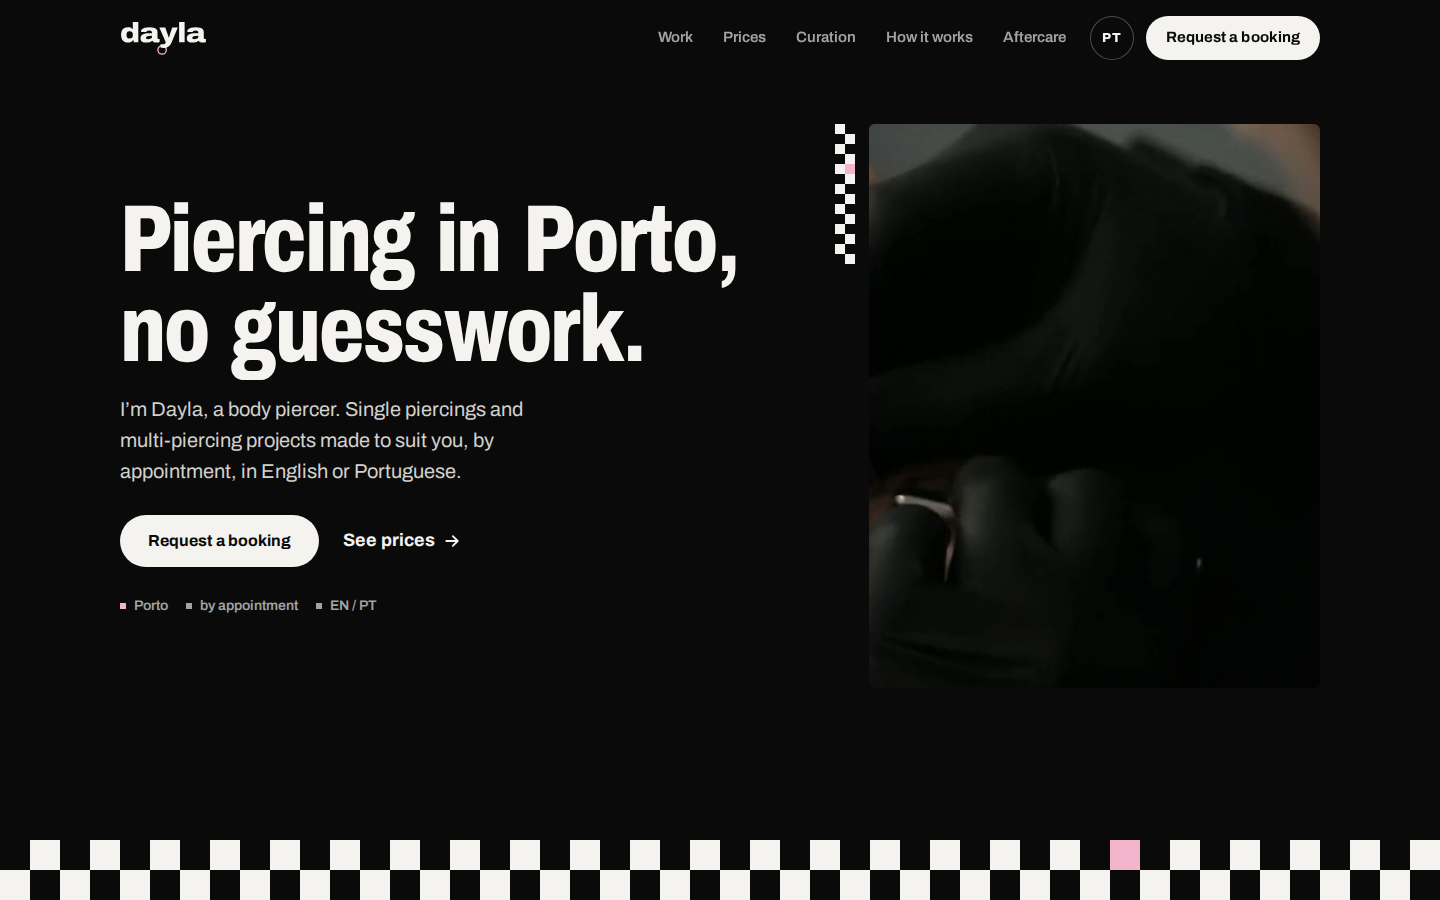 dayla
Work
Prices
Curation
How it works
Aftercare
PT
Request a booking
Piercing in Porto,
no guesswork.
I’m Dayla, a body piercer. Single piercings and
multi-piercing projects made to suit you, by
appointment, in English or Portuguese.
Request a booking
See prices →
Porto
by appointment
EN / PT